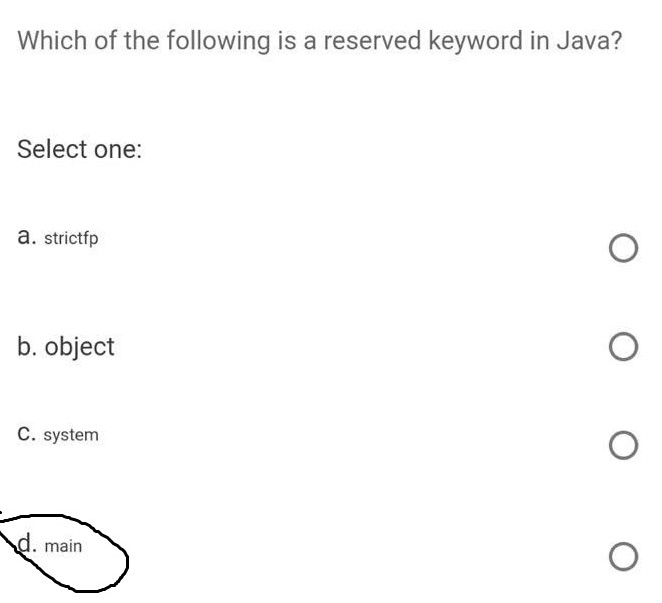 Which of the following is a reserved keyword in Java?
Select one:
a. strictfp
b. object
c. system
d. main